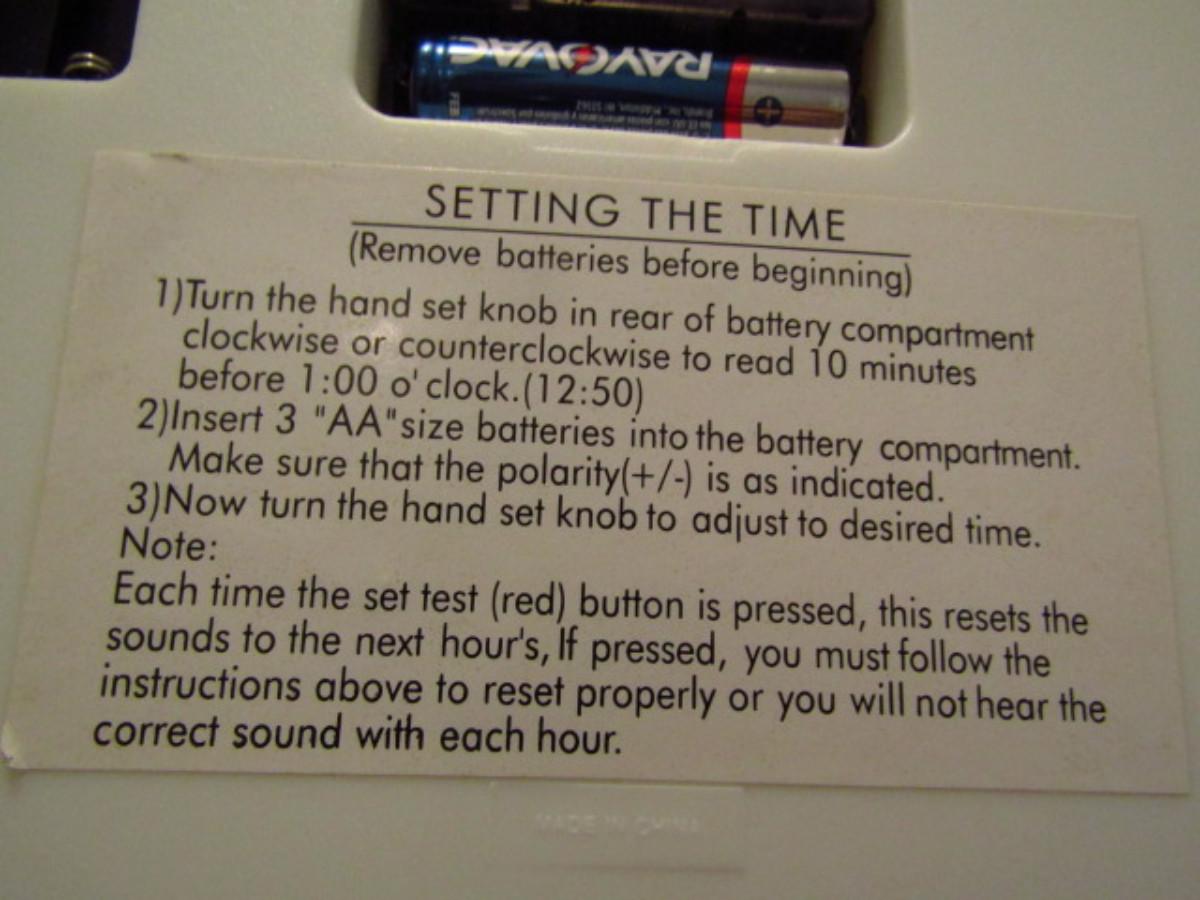 RAYOVAC
SETTING THE TIME
(Remove batteries before beginning)
1)Turn the hand set knob in rear of battery compartment
clockwise or counterclockwise to read 10 minutes
before 1:00 o'clock.(12:50)
2)Insert 3 "AA"size batteries into the battery compartment.
Make sure that the polarity(+/-) is as indicated.
3)Now turn the hand set knob to adjust to desired time.
Note:
Each time the set test (red) button is pressed, this resets the
sounds to the next hour's, If pressed, you must follow the
instructions above to reset properly or you will not hear the
correct sound with each hour.
MADE IN CHINA